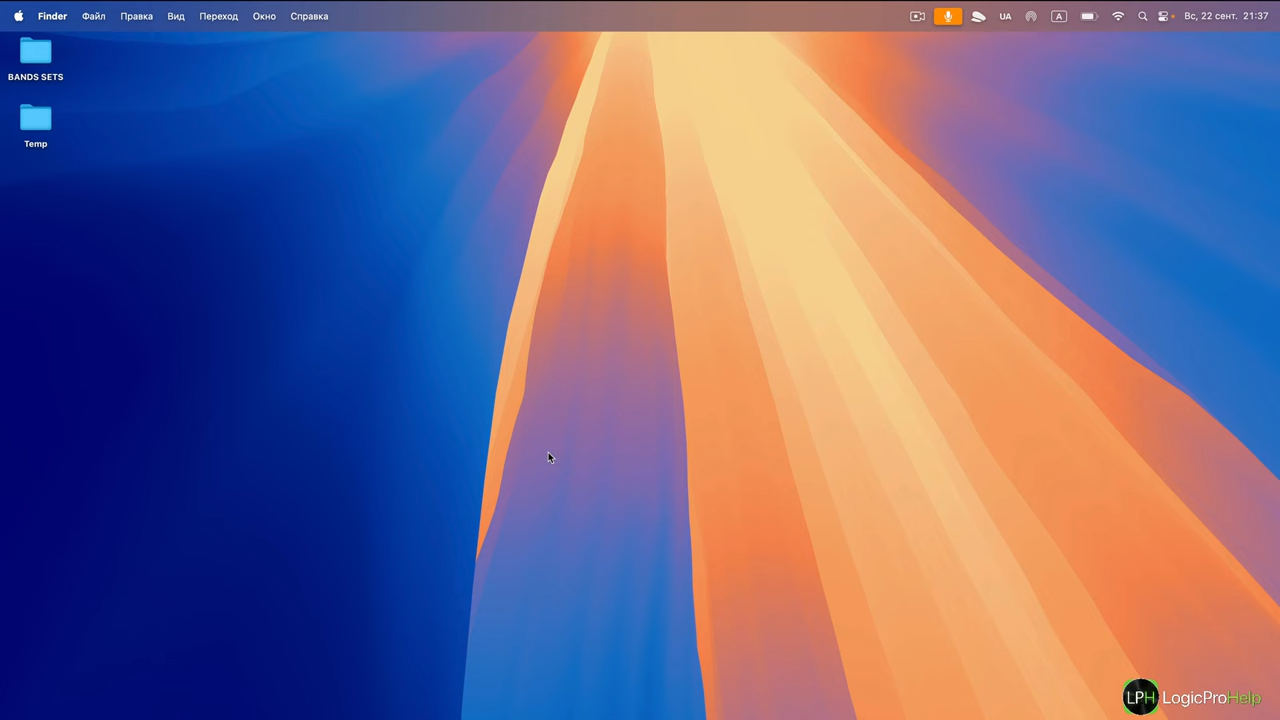 Finder Файл Правка Вид Переход Окно Справка UA A Вс, 22 сент. 21:37
BANDS SETS
Temp
LPH LogicProHelp